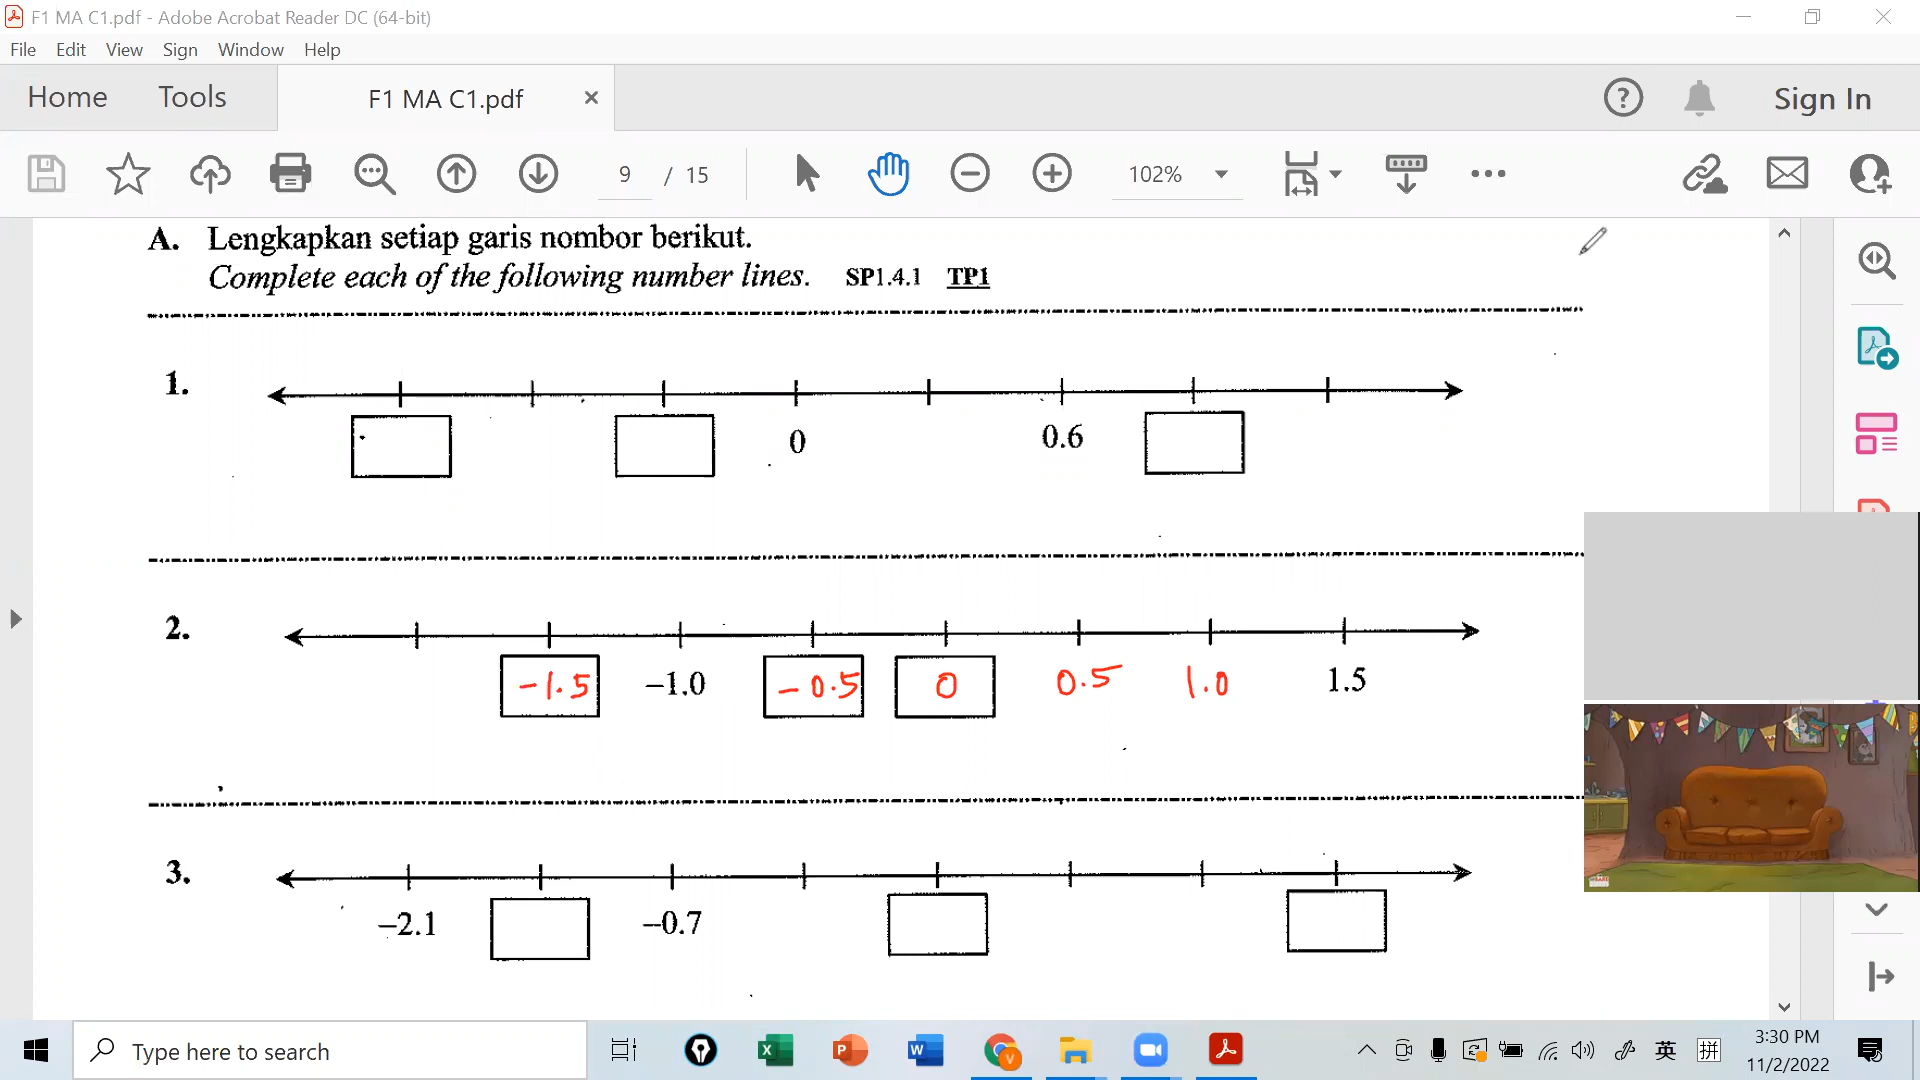 F1 MA C1.pdf - Adobe Acrobat Reader DC (64-bit)
File Edit View Sign Window Help
Home Tools F1 MA C1.pdf Sign In
9 / 15 102%
A. Lengkapkan setiap garis nombor berikut.
Complete each of the following number lines. SP1.4.1 TP1
1.
0 0.6
2.
-1.5 –1.0 -0.5 0 0.5 1.0 1.5
3.
–2.1 –0.7
Type here to search
英 拼
3:30 PM
11/2/2022